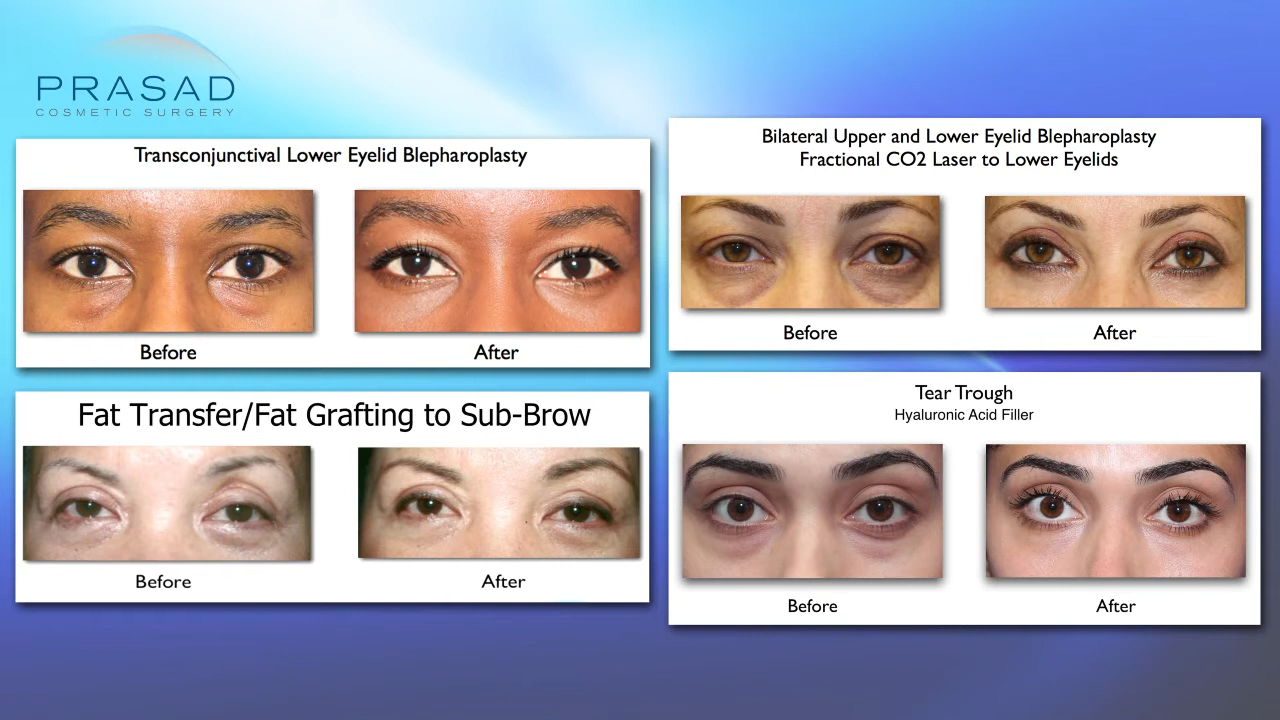 PRASAD
COSMETIC SURGERY
Transconjunctival Lower Eyelid Blepharoplasty
Before
After
Bilateral Upper and Lower Eyelid Blepharoplasty
Fractional CO2 Laser to Lower Eyelids
Before
After
Fat Transfer/Fat Grafting to Sub-Brow
Before
After
Tear Trough
Hyaluronic Acid Filler
Before
After